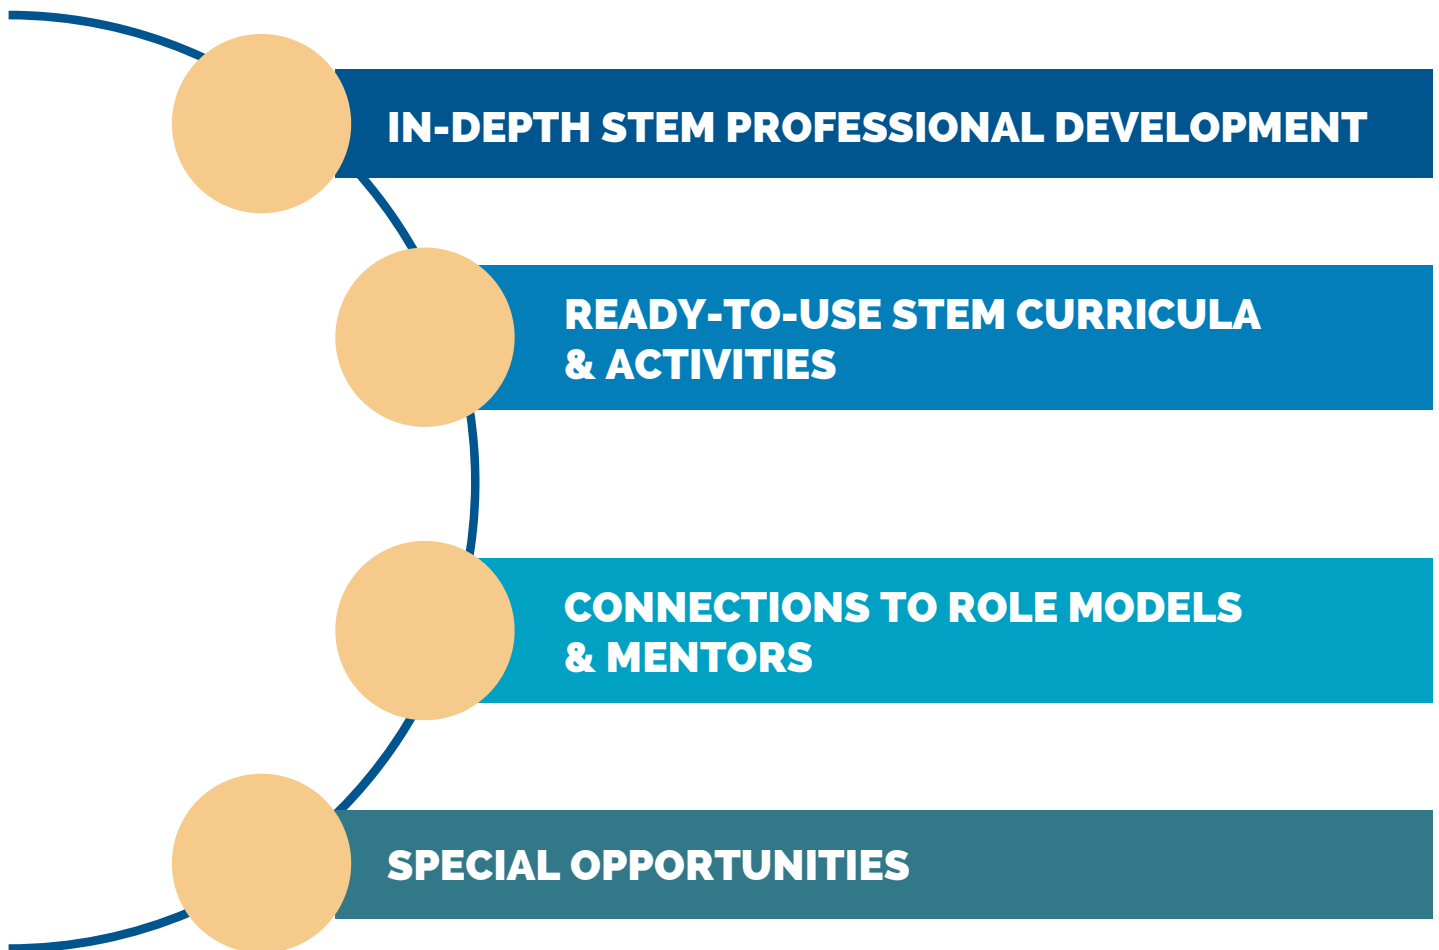 IN-DEPTH STEM PROFESSIONAL DEVELOPMENT
READY-TO-USE STEM CURRICULA
& ACTIVITIES
CONNECTIONS TO ROLE MODELS
& MENTORS
SPECIAL OPPORTUNITIES